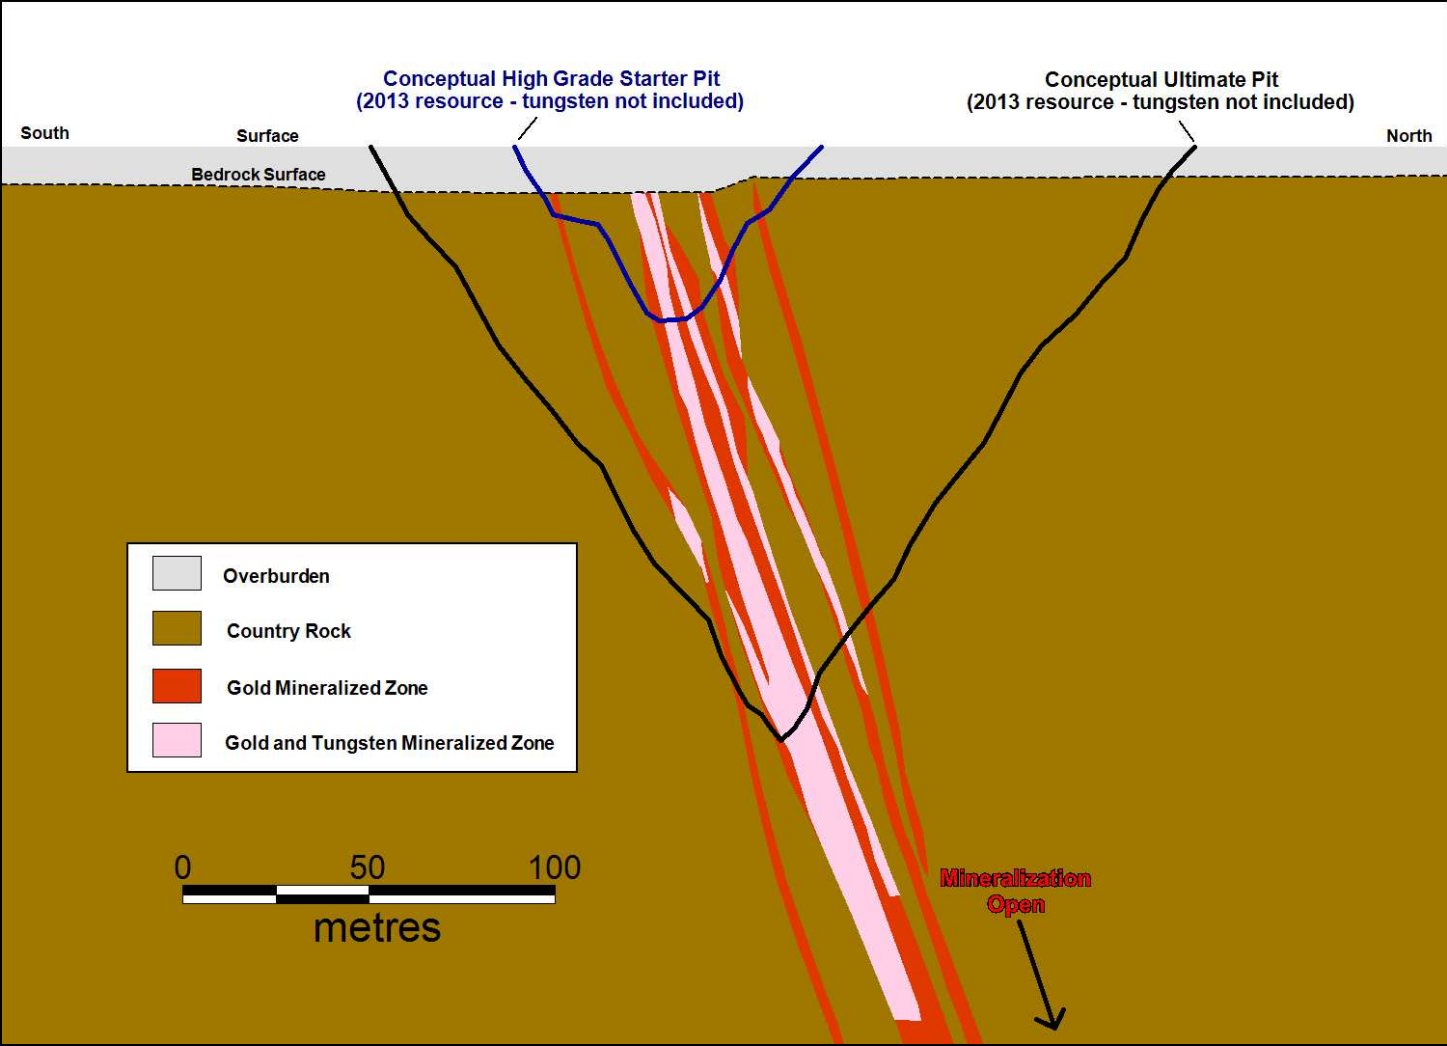 Conceptual High Grade Starter Pit
(2013 resource - tungsten not included)
Conceptual Ultimate Pit
(2013 resource - tungsten not included)
South
Surface
North
Bedrock Surface
Overburden
Country Rock
Gold Mineralized Zone
Gold and Tungsten Mineralized Zone
0 50 100
metres
Mineralization
Open